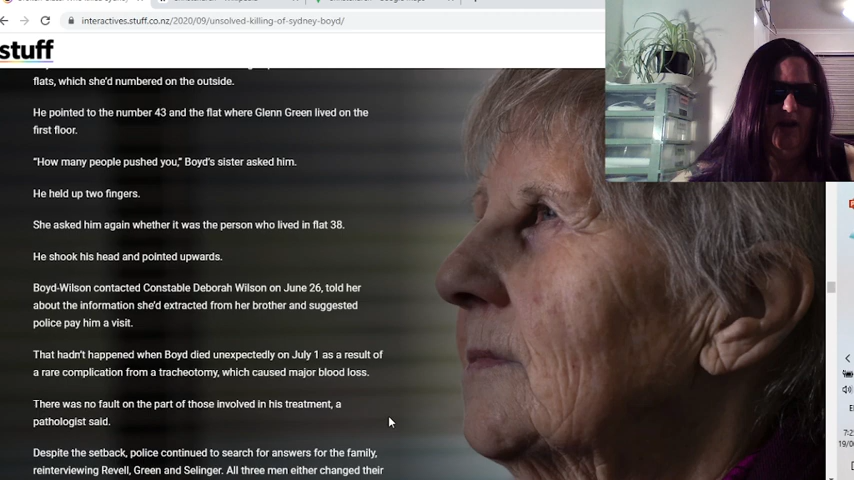 interactives.stuff.co.nz/2020/09/unsolved-killing-of-sydney-boyd/
stuff
flats, which she'd numbered on the outside.
He pointed to the number 43 and the flat where Glenn Green lived on the
first floor.
“How many people pushed you,” Boyd's sister asked him.
He held up two fingers.
She asked him again whether it was the person who lived in flat 38.
He shook his head and pointed upwards.
Boyd-Wilson contacted Constable Deborah Wilson on June 26, told her
about the information she'd extracted from her brother and suggested
police pay him a visit.
That hadn't happened when Boyd died unexpectedly on July 1 as a result of
a rare complication from a tracheotomy, which caused major blood loss.
There was no fault on the part of those involved in his treatment, a
pathologist said.
Despite the setback, police continued to search for answers for the family,
reinterviewing Revell, Green and Selinger. All three men either changed their